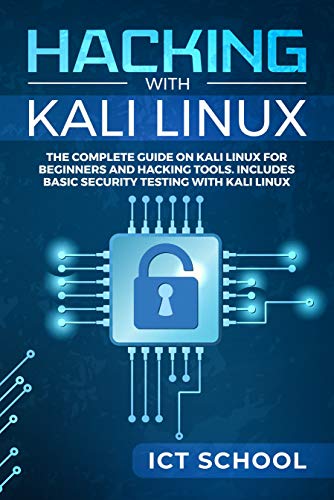 HACKING
WITH
KALI LINUX
THE COMPLETE GUIDE ON KALI LINUX FOR
BEGINNERS AND HACKING TOOLS. INCLUDES
BASIC SECURITY TESTING WITH KALI LINUX
ICT SCHOOL